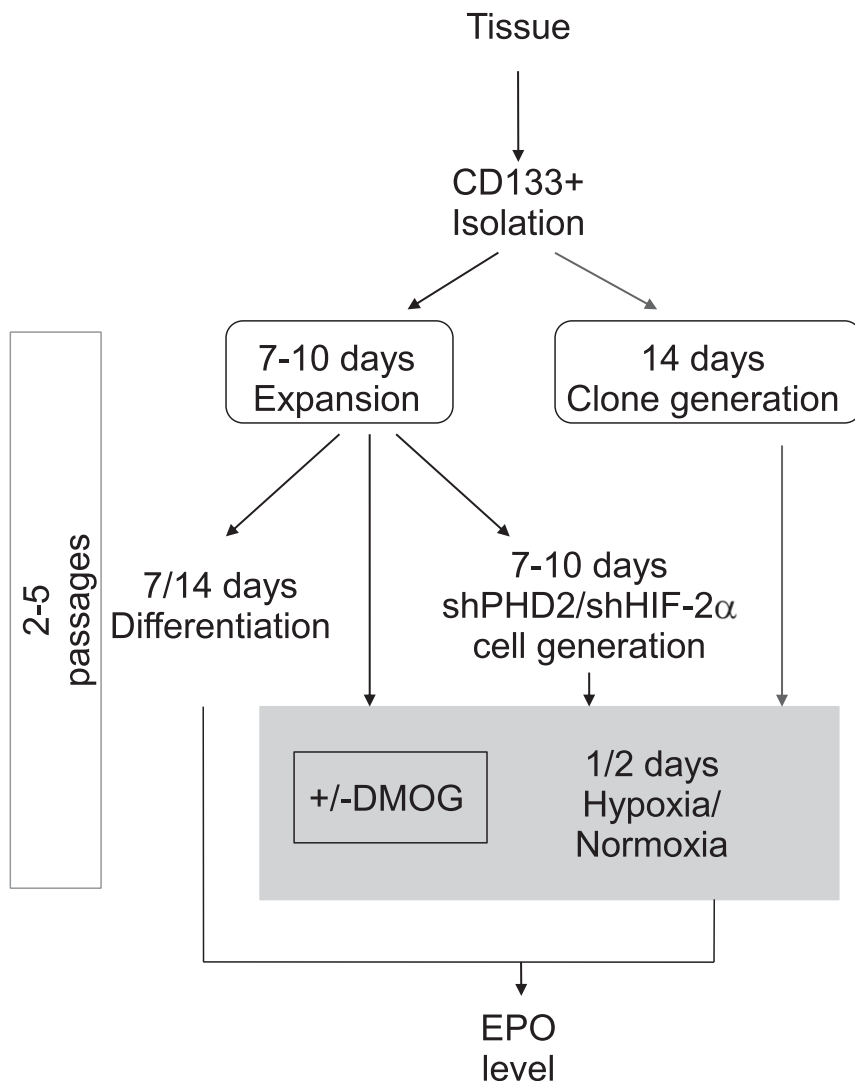 Tissue
CD133+
Isolation
7-10 days
Expansion
14 days
Clone generation
2-5
passages
7/14 days
Differentiation
7-10 days
shPHD2/shHIF-2α
cell generation
+/-DMOG
1/2 days
Hypoxia/
Normoxia
EPO
level